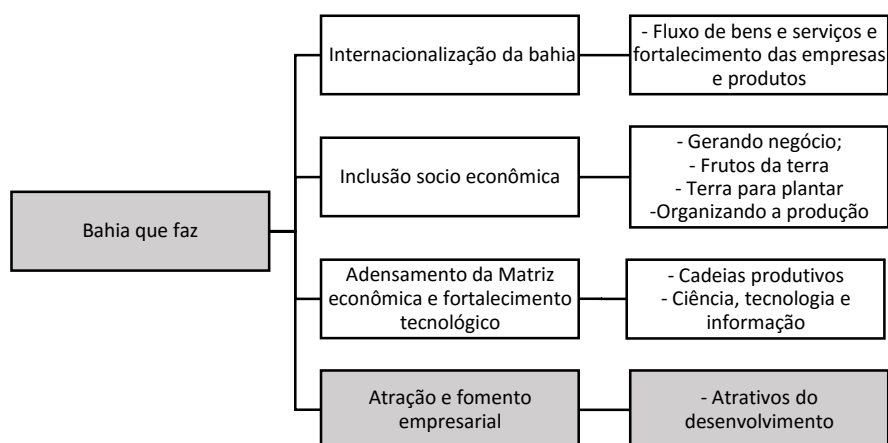 Bahia que faz
Internacionalização da bahia
- Fluxo de bens e serviços e
fortalecimento das empresas
e produtos
Inclusão socio econômica
- Gerando negócio;
- Frutos da terra
- Terra para plantar
-Organizando a produção
Adensamento da Matriz
econômica e fortalecimento
tecnológico
- Cadeias produtivos
- Ciência, tecnologia e
informação
Atração e fomento
empresarial
- Atrativos do
desenvolvimento